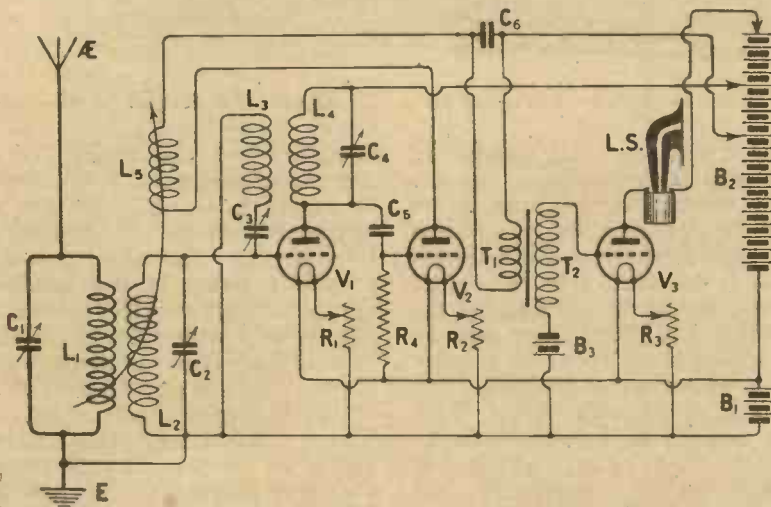 Æ
C₆
L₃
L₄
L₅
C₄
L.S.
B₂
C₃
C₅
C₁
L₁
C₂
L₂
V₁
V₂
V₃
T₁
T₂
R₁
R₄
R₂
R₃
B₃
B₁
E